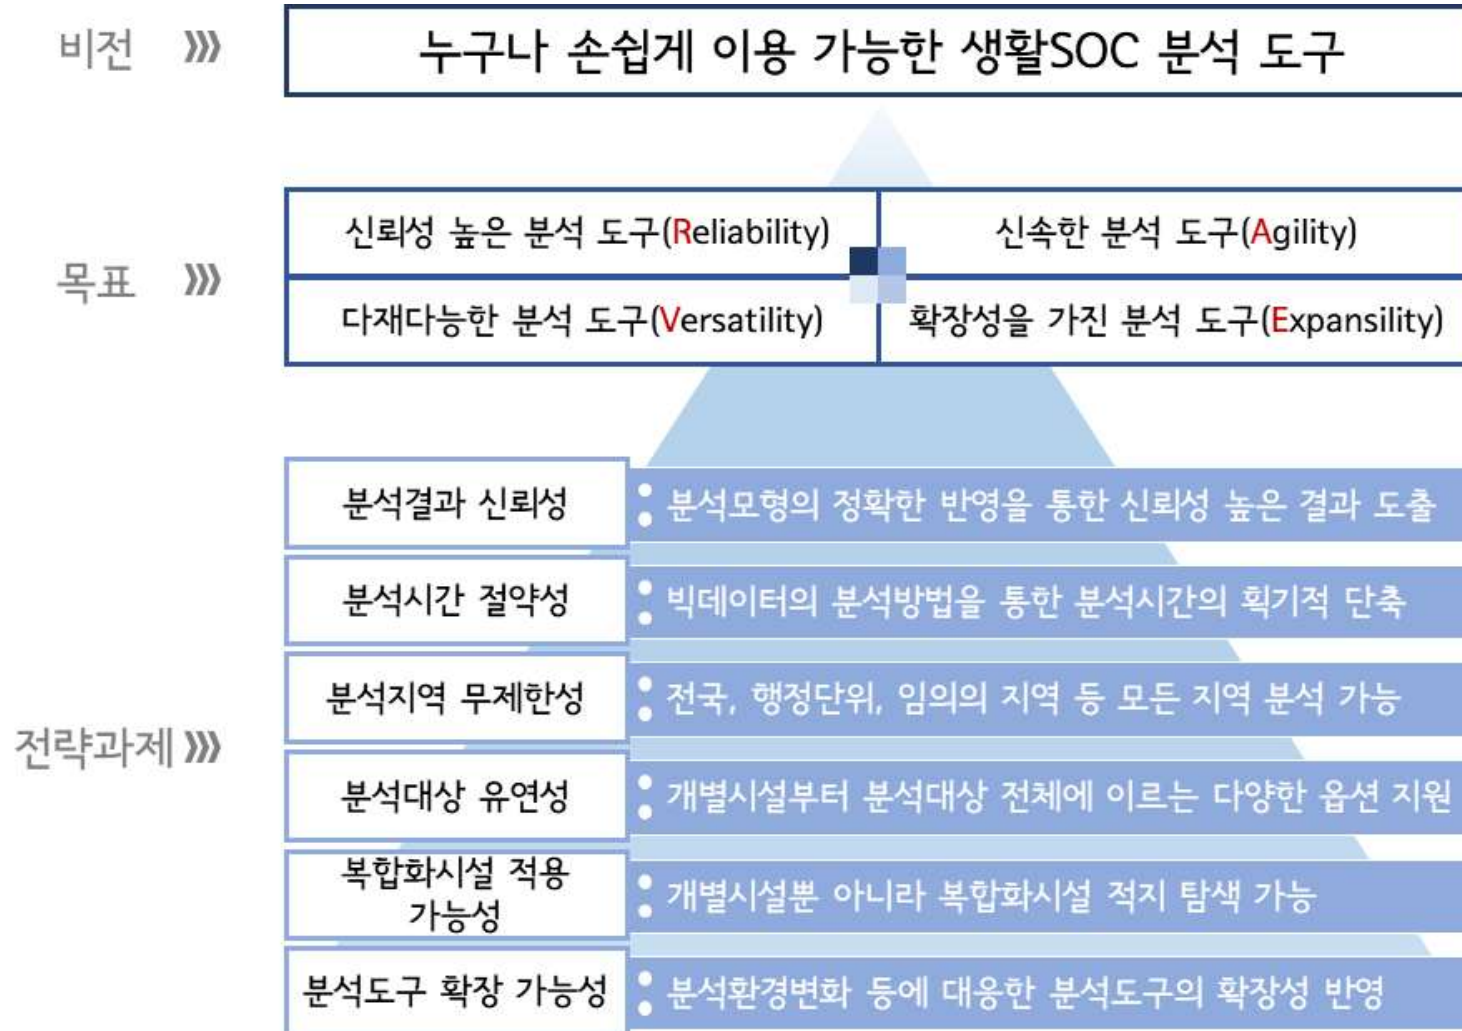 비전 》》 누구나 손쉽게 이용 가능한 생활SOC 분석 도구
목표 》》
신뢰성 높은 분석 도구(Reliability) 신속한 분석 도구(Agility)
다재다능한 분석 도구(Versatility) 확장성을 가진 분석 도구(Expansility)
전략과제 》》
분석결과 신뢰성 : 분석모형의 정확한 반영을 통한 신뢰성 높은 결과 도출
분석시간 절약성 : 빅데이터의 분석방법을 통한 분석시간의 획기적 단축
분석지역 무제한성 : 전국, 행정단위, 임의의 지역 등 모든 지역 분석 가능
분석대상 유연성 : 개별시설부터 분석대상 전체에 이르는 다양한 옵션 지원
복합화시설 적용
가능성 : 개별시설뿐 아니라 복합화시설 적지 탐색 가능
분석도구 확장 가능성 : 분석환경변화 등에 대응한 분석도구의 확장성 반영